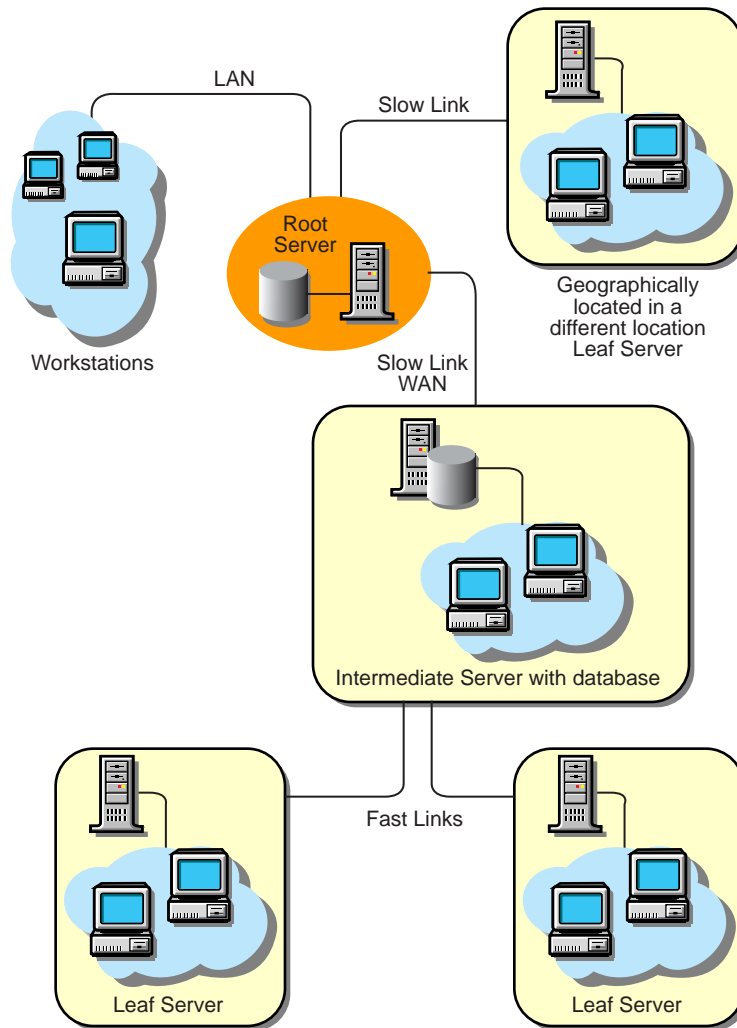 LAN
Slow Link
Root
Server
Geographically
located in a
different location
Leaf Server
Workstations
Slow Link
WAN
Intermediate Server with database
Fast Links
Leaf Server
Leaf Server